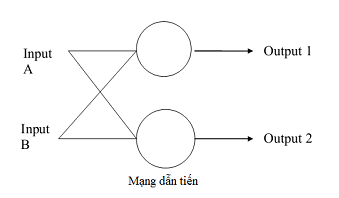 Input
A
Output 1
Input
B
Output 2
Mạng dẫn tiến